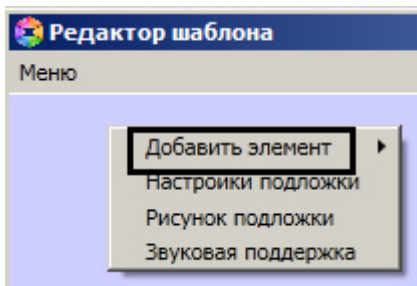 Редактор шаблона
Меню
Добавить элемент
Настройки подложки
Рисунок подложки
Звуковая поддержка